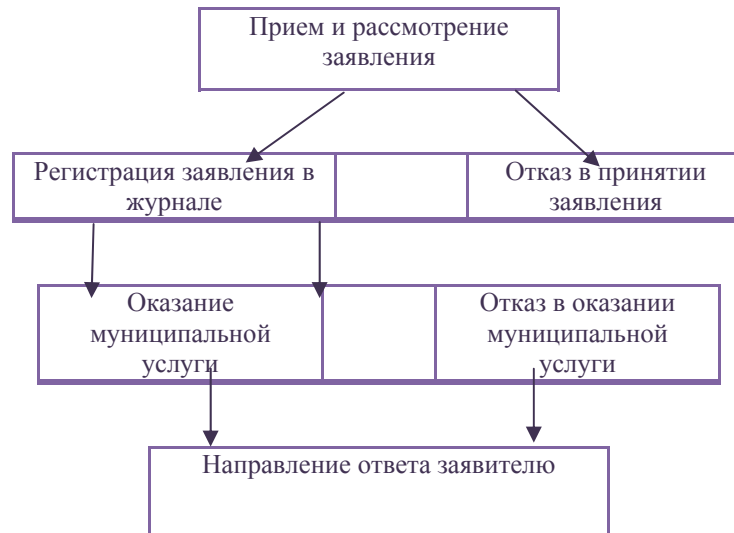 Прием и рассмотрение
заявления
Регистрация заявления в
журнале
Отказ в принятии
заявления
Оказание
муниципальной
услуги
Отказ в оказании
муниципальной
услуги
Направление ответа заявителю